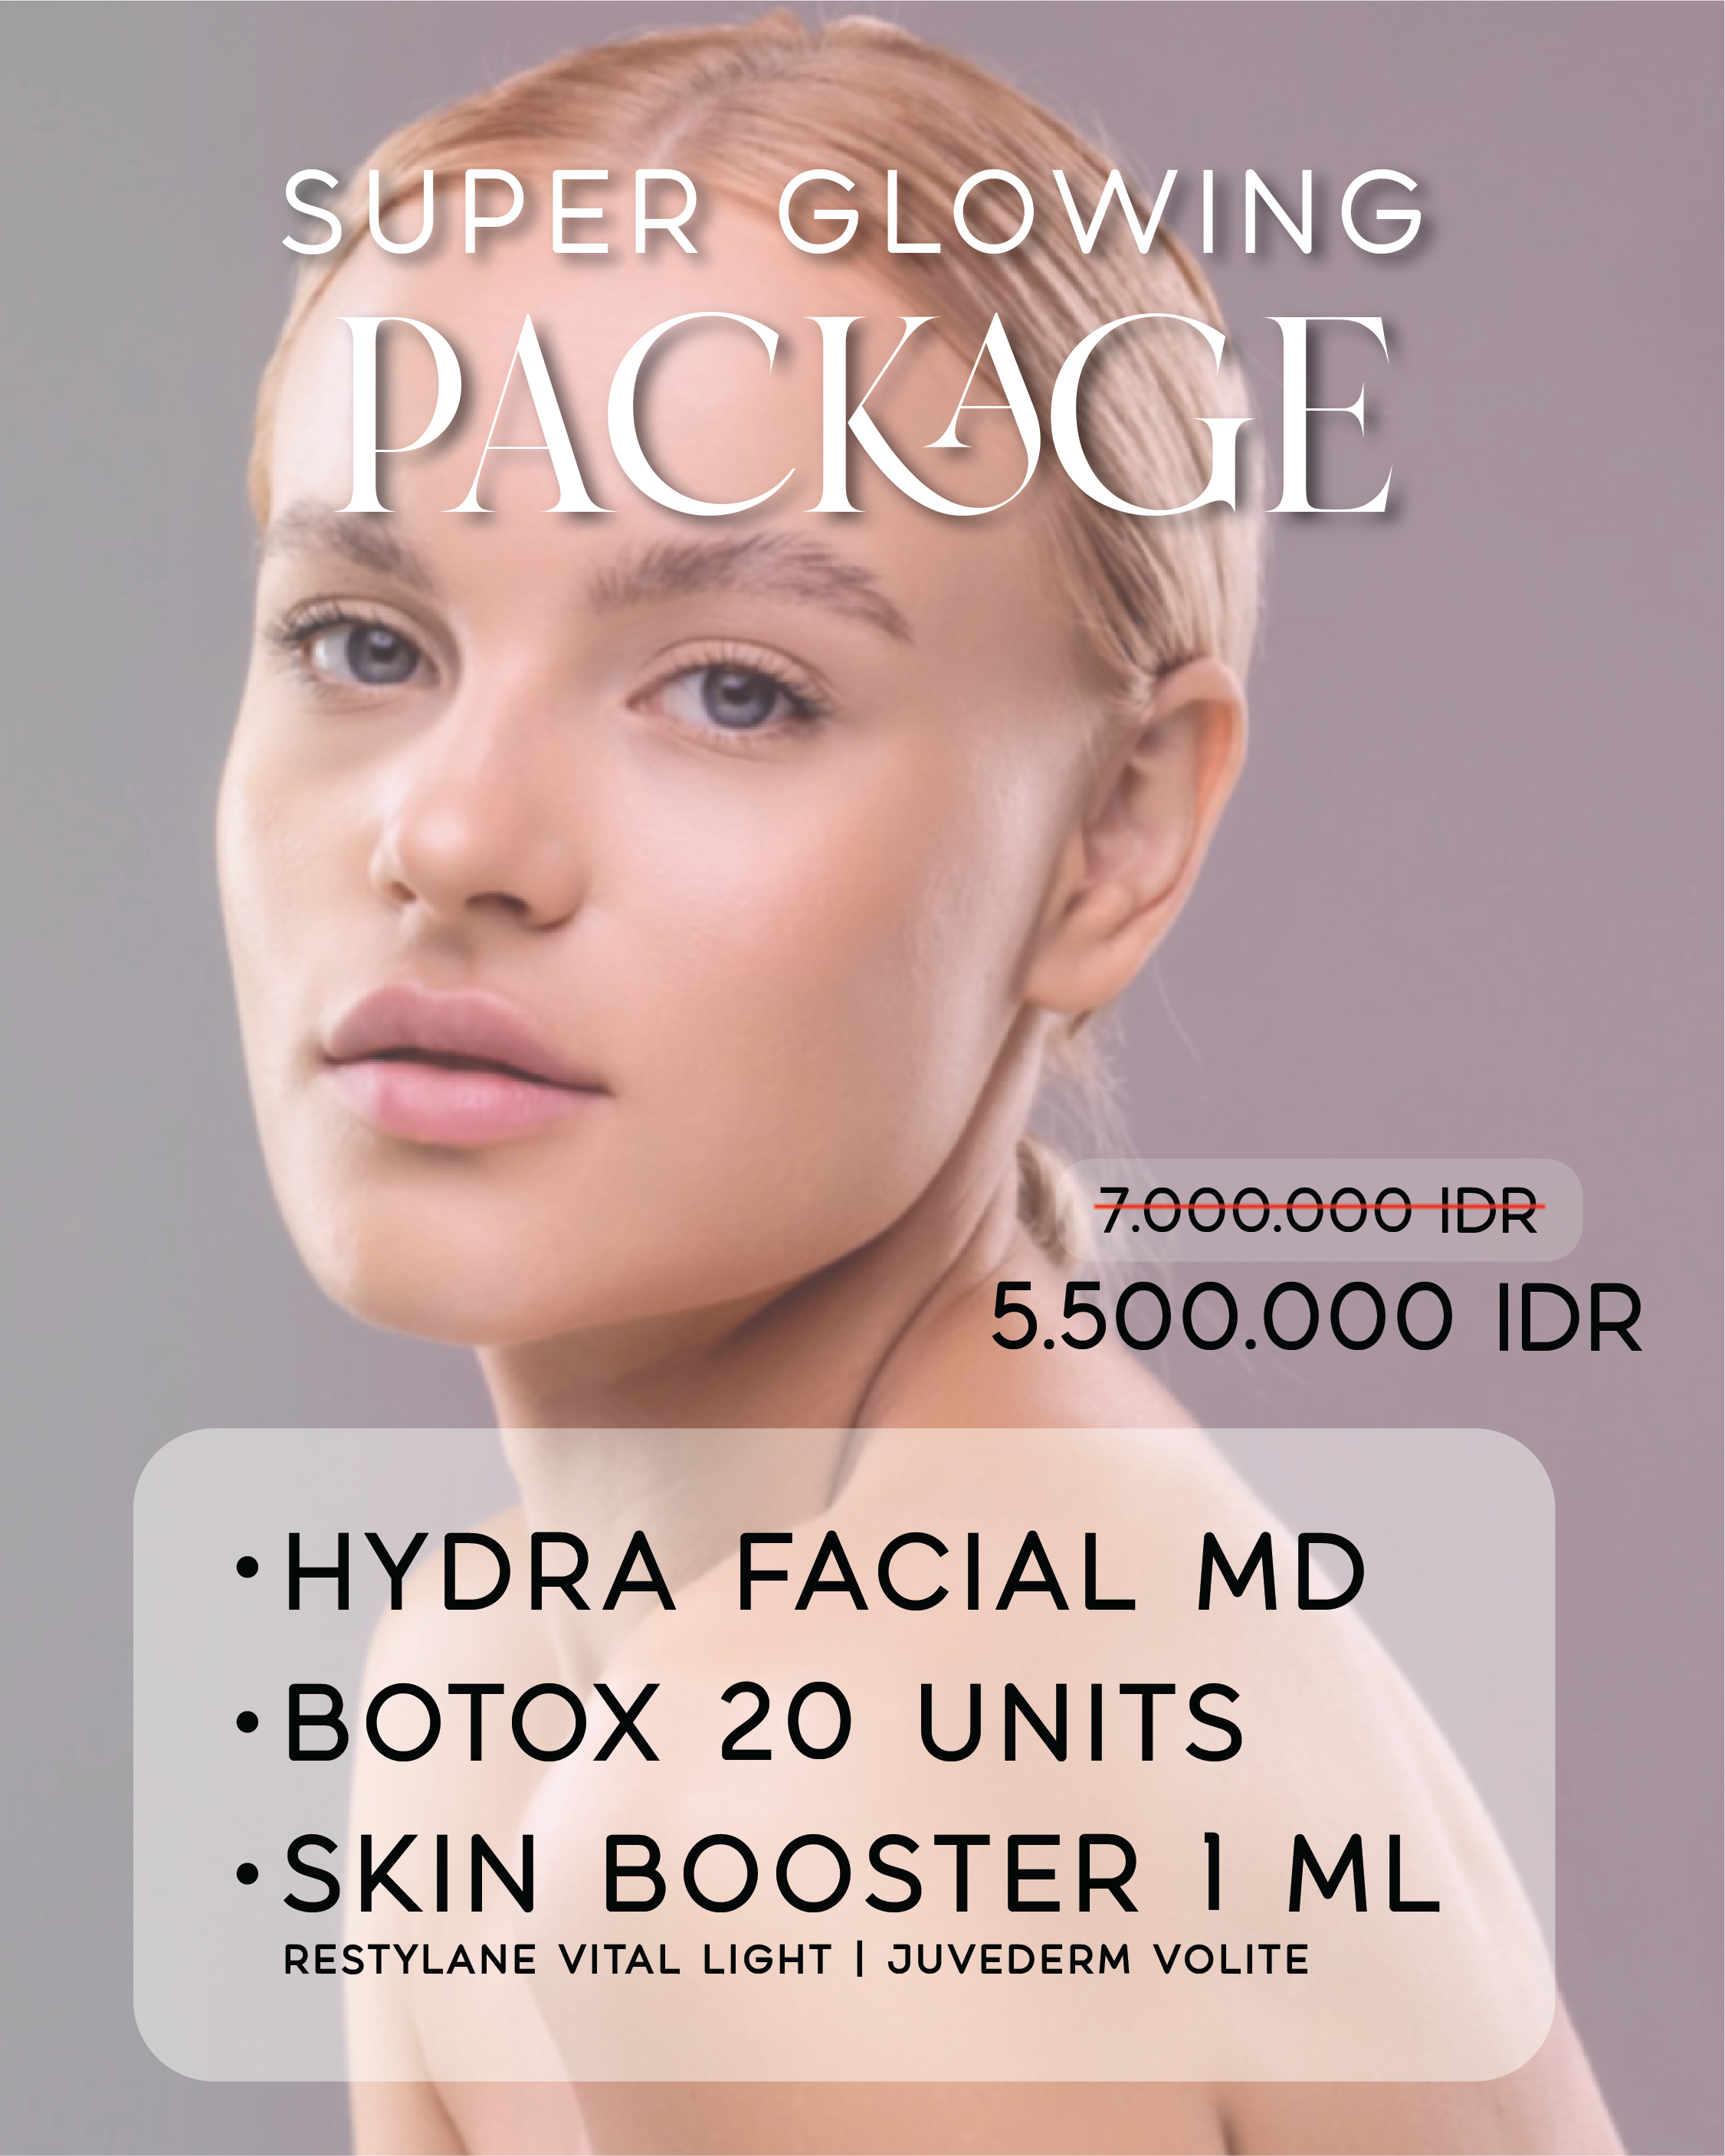 SUPER GLOWING
PACKAGE
7.000.000 IDR
5.500.000 IDR
• HYDRA FACIAL MD
• BOTOX 20 UNITS
• SKIN BOOSTER 1 ML
RESTYLANE VITAL LIGHT | JUVEDERM VOLITE